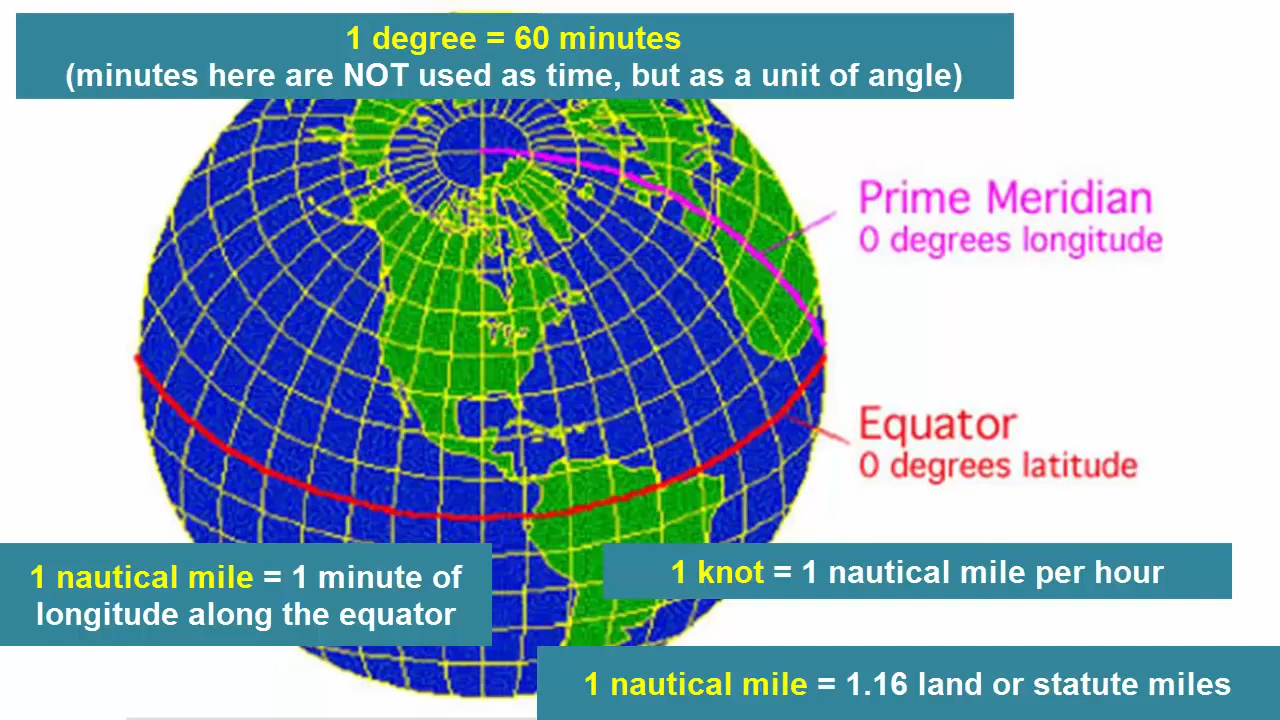 1 degree = 60 minutes
(minutes here are NOT used as time, but as a unit of angle)
Prime Meridian
0 degrees longitude
Equator
0 degrees latitude
1 nautical mile = 1 minute of
longitude along the equator
1 knot = 1 nautical mile per hour
1 nautical mile = 1.16 land or statute miles